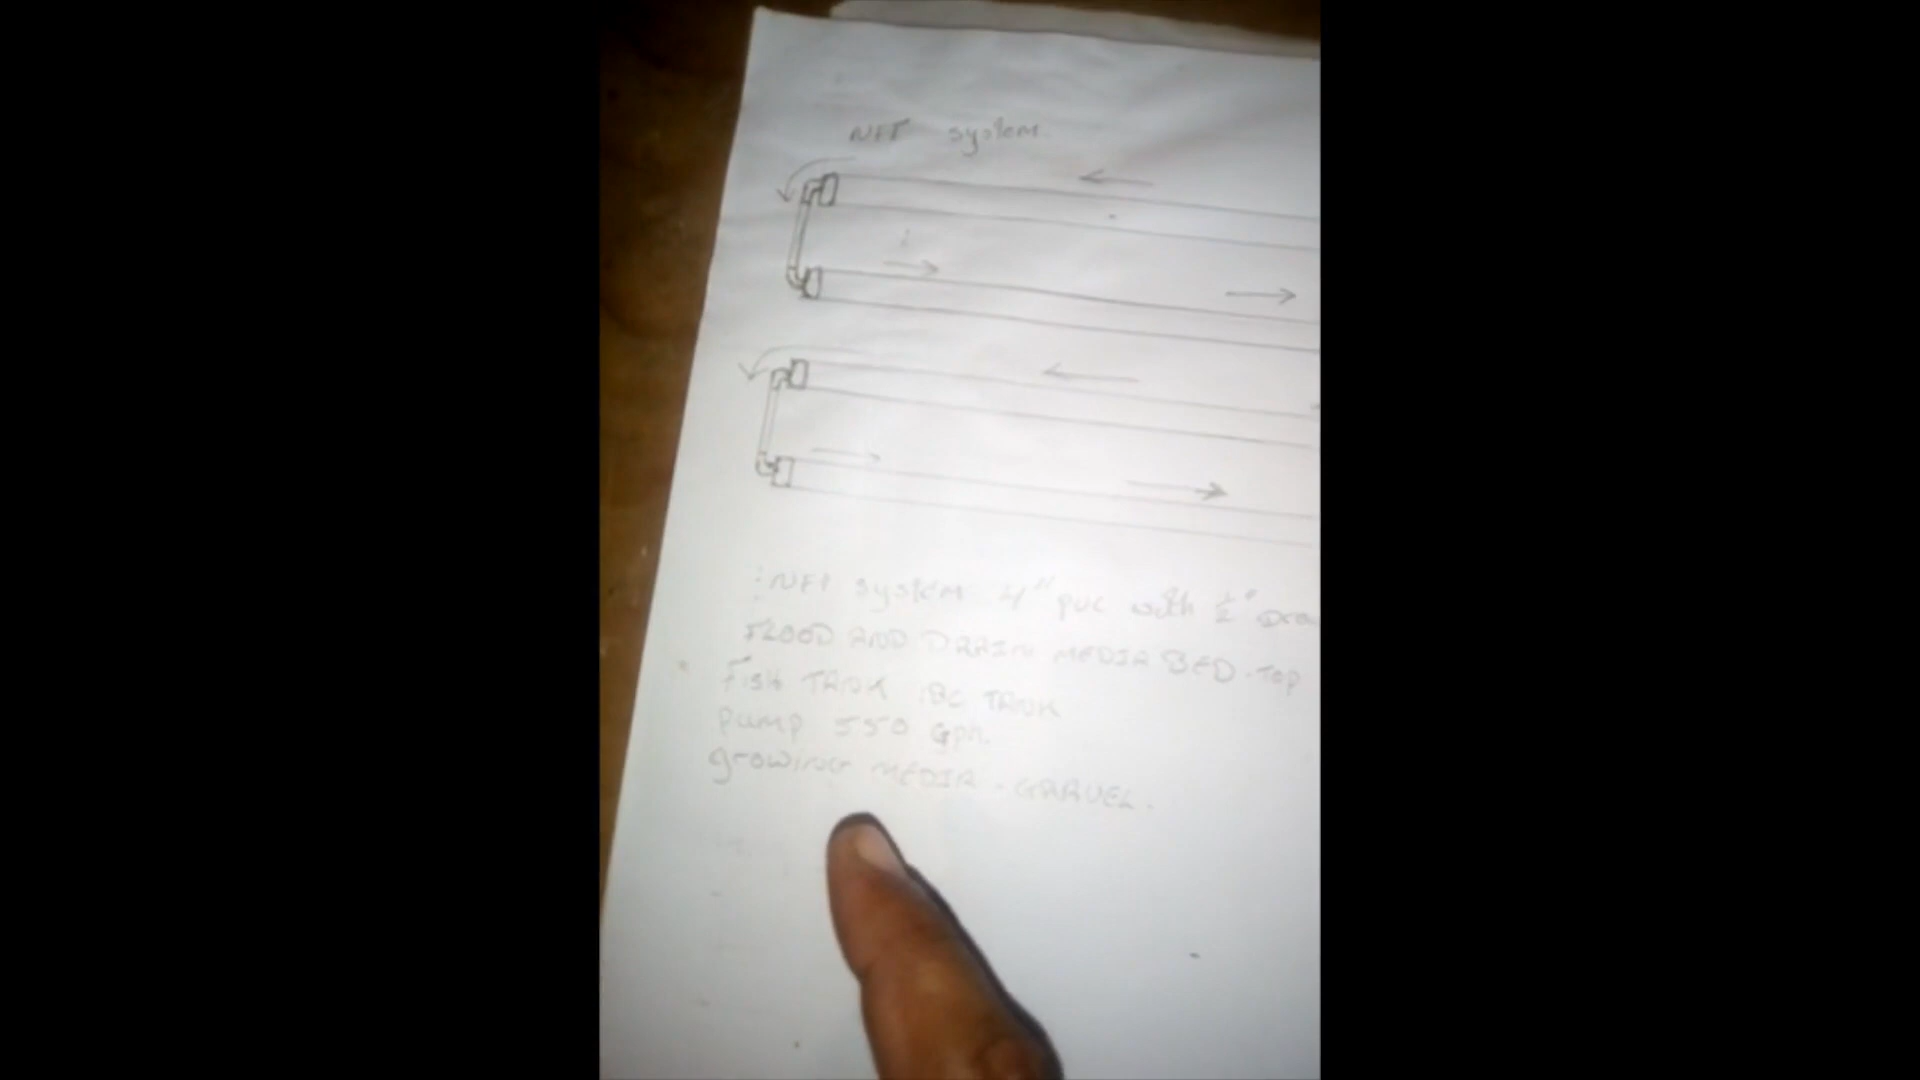 NFT system
NFT system 4" PVC with ½"
FLOOD AND DRAIN MEDIA BED - TOP
Fish TANK IBC TANK
pump 550 Gph.
growing MEDIA - GRAVEL.